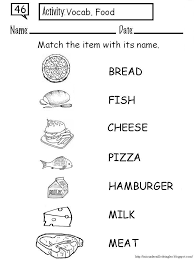 46 Activity: Vocab, Food
Name: Date:
Match the item with its name.
BREAD
FISH
CHEESE
PIZZA
HAMBURGER
MILK
MEAT